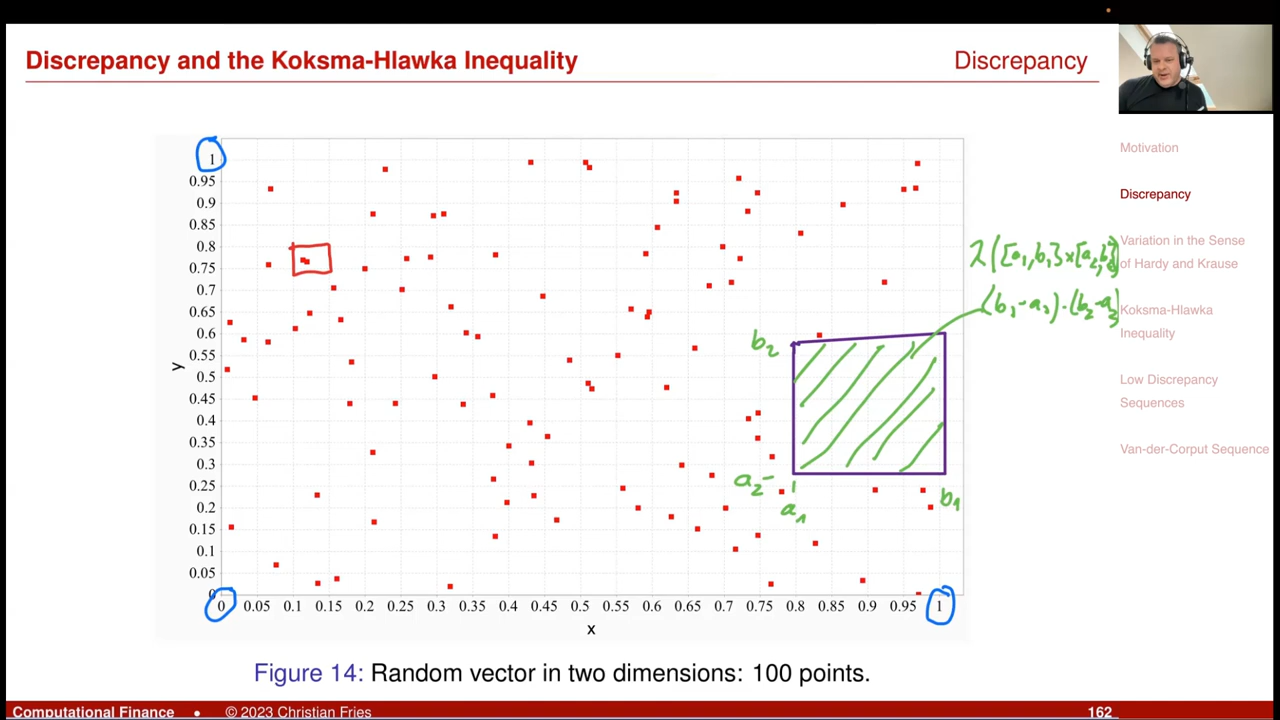 Discrepancy and the Koksma-Hlawka Inequality
Discrepancy
Motivation
Discrepancy
Variation in the Sense
of Hardy and Krause
Koksma-Hlawka
Inequality
Low Discrepancy
Sequences
Van-der-Corput Sequence
1
0.95
0.9
0.85
0.8
0.75
0.7
0.65
0.6
0.55
0.5
0.45
0.4
0.35
0.3
0.25
0.2
0.15
0.1
0.05
0
y
0 0.05 0.1 0.15 0.2 0.25 0.3 0.35 0.4 0.45 0.5 0.55 0.6 0.65 0.7 0.75 0.8 0.85 0.9 0.95 1
x
λ([a₁,b₁]×[a₂,b₂])
(b₁-a₁)·(b₂-a₂)
b₂
a₂
a₁
b₁
Figure 14: Random vector in two dimensions: 100 points.
Computational Finance • © 2023 Christian Fries
162